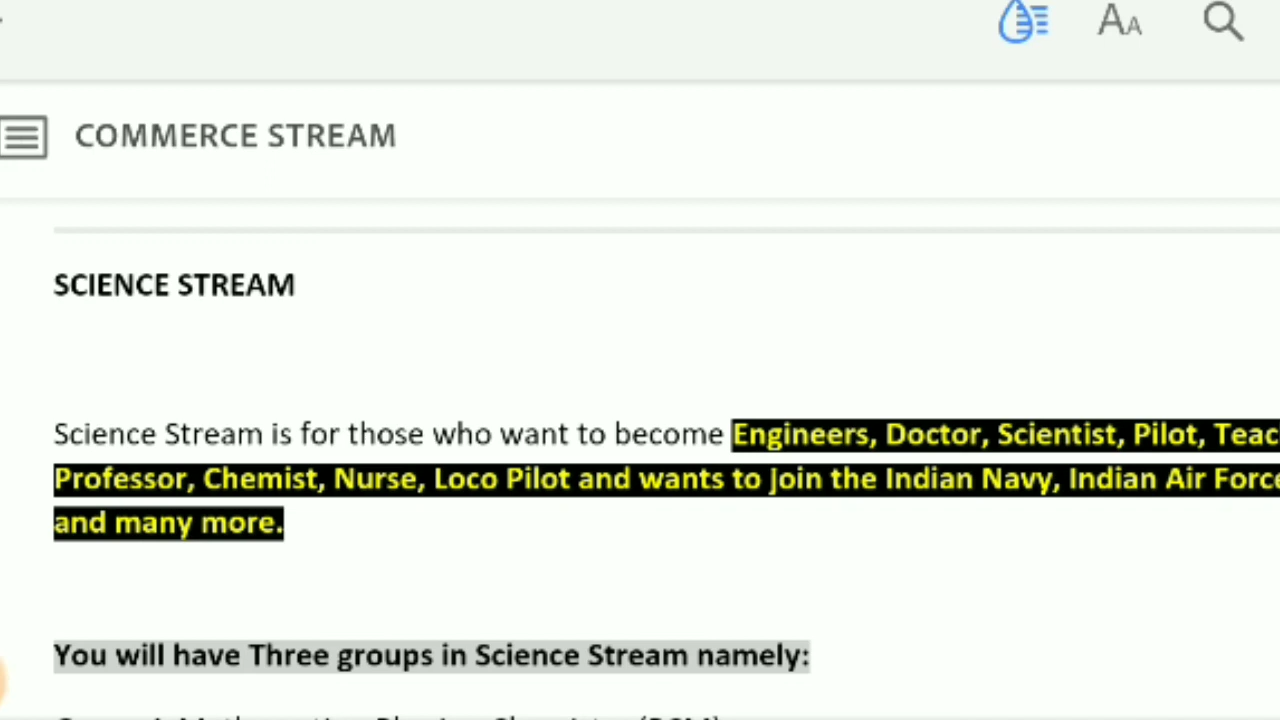 AA
COMMERCE STREAM
SCIENCE STREAM
Science Stream is for those who want to become Engineers, Doctor, Scientist, Pilot,
Professor, Chemist, Nurse, Loco Pilot and wants to Join the Indian Navy, Indian Air Force
and many more.
You will have Three groups in Science Stream namely: